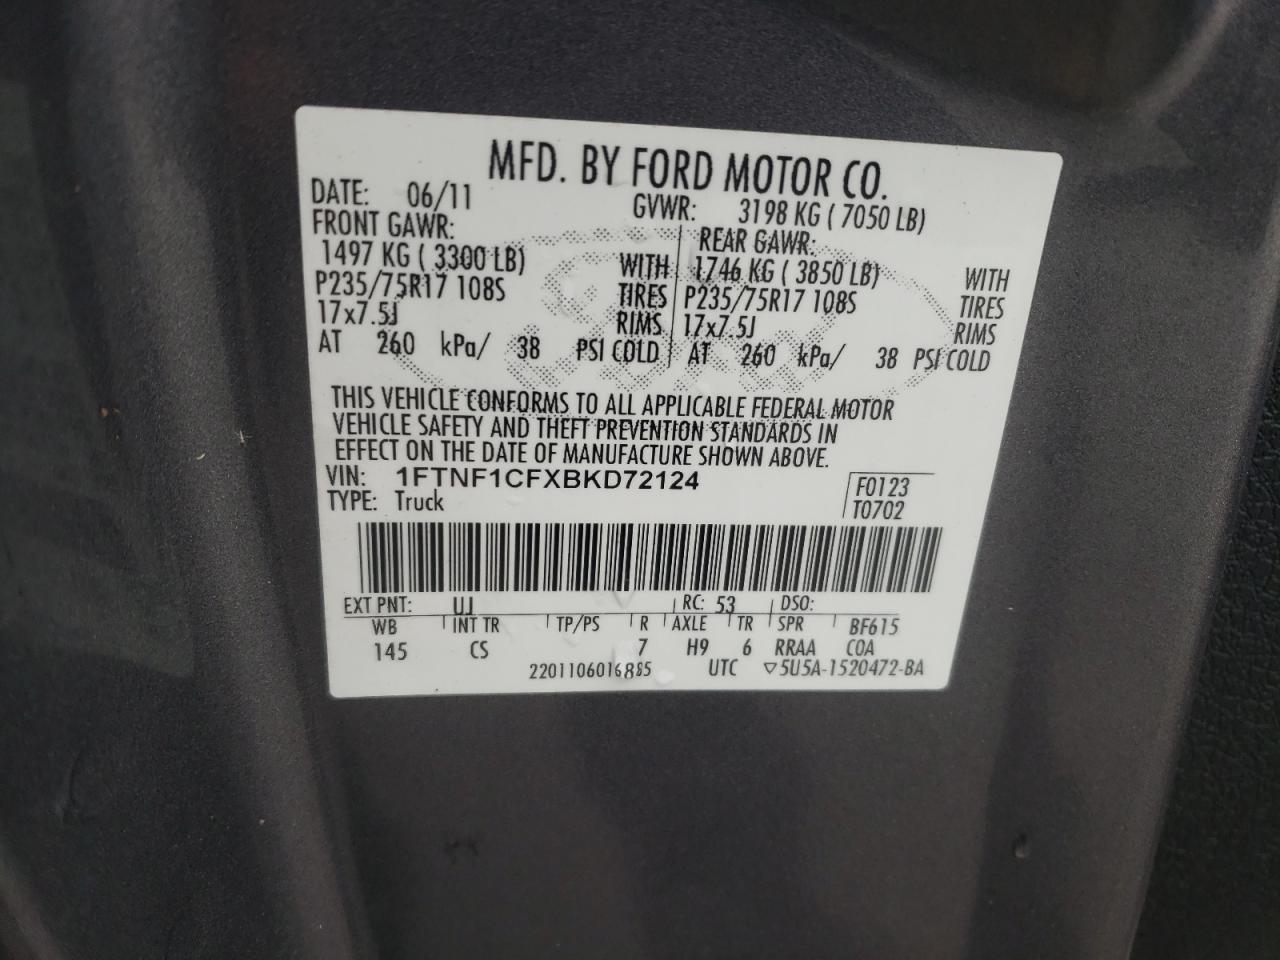 MFD. BY FORD MOTOR CO.
DATE: 06/11 GVWR: 3198 KG ( 7050 LB)
FRONT GAWR: REAR GAWR:
1497 KG ( 3300 LB) WITH 1746 KG ( 3850 LB) WITH
P235/75R17 108S TIRES P235/75R17 108S TIRES
17x7.5J RIMS 17x7.5J RIMS
AT 260 kPa/ 38 PSI COLD AT 260 kPa/ 38 PSI COLD
THIS VEHICLE CONFORMS TO ALL APPLICABLE FEDERAL MOTOR
VEHICLE SAFETY AND THEFT PREVENTION STANDARDS IN
EFFECT ON THE DATE OF MANUFACTURE SHOWN ABOVE.
VIN: 1FTNF1CFXBKD72124 F0123
TYPE: Truck T0702
EXT PNT: UJ RC: 53 DSO:
WB INT TR TP/PS R AXLE TR SPR BF615
145 CS 7 H9 6 RRAA COA
2201106016885 UTC ▽5U5A-1520472-BA